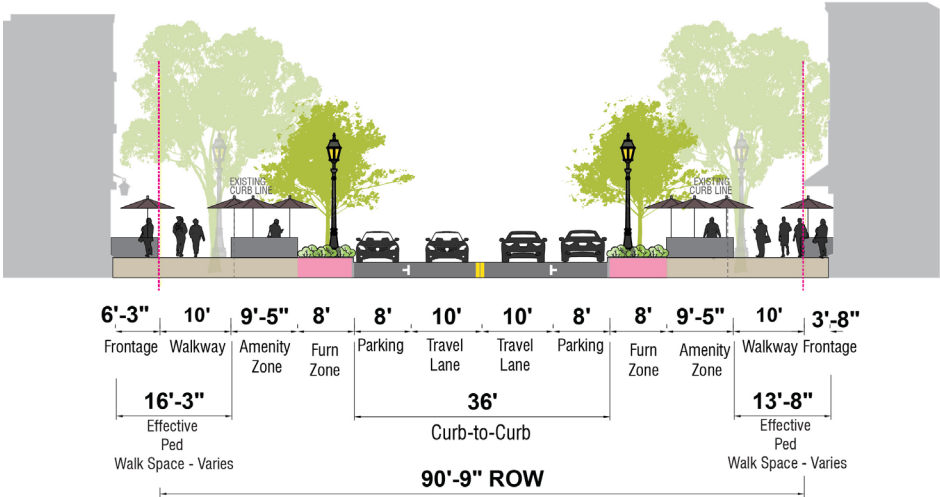 EXISTING
CURB LINE
EXISTING
CURB LINE
6'-3" 10' 9'-5" 8' 8' 10' 10' 8' 8' 9'-5" 10' 3'-8"
Frontage Walkway Amenity Furn Parking Travel Travel Parking Furn Amenity Walkway Frontage
Zone Zone Lane Lane Zone Zone
16'-3" 36' 13'-8"
Effective Curb-to-Curb Effective
Ped Ped
Walk Space - Varies Walk Space - Varies
90'-9" ROW